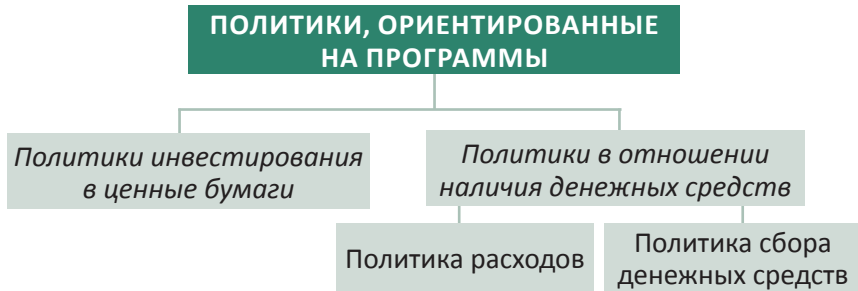 ПОЛИТИКИ, ОРИЕНТИРОВАННЫЕ
НА ПРОГРАММЫ
Политики инвестирования
в ценные бумаги
Политики в отношении
наличия денежных средств
Политика расходов
Политика сбора
денежных средств